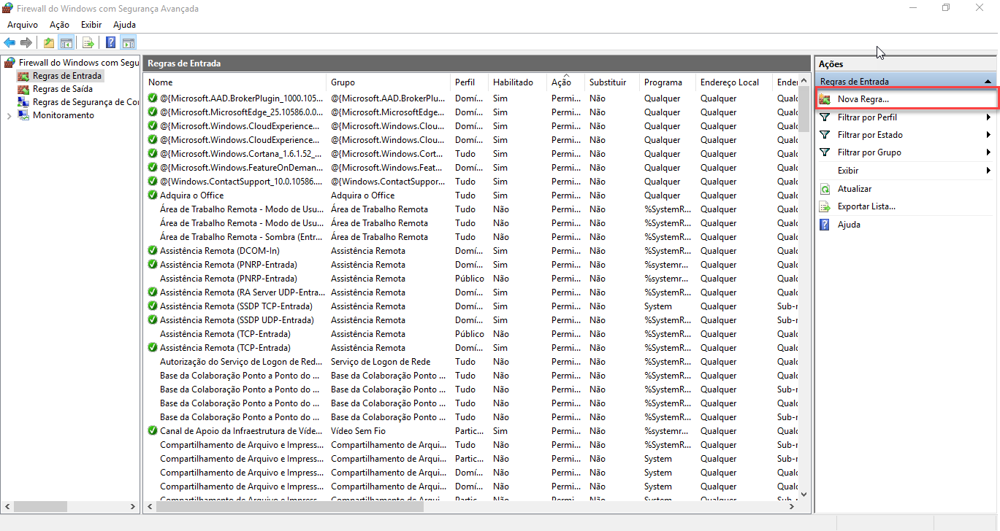 Firewall do Windows com Segurança Avançada
Arquivo Ação Exibir Ajuda
Firewall do Windows com Segu
Regras de Entrada
Regras de Saída
Regras de Segurança de Co
Monitoramento
Regras de Entrada
Nome Grupo Perfil Habilitado Ação Substituir Programa Endereço Local Ender
@{Microsoft.AAD.BrokerPlugin_1000.105... @{Microsoft.AAD.BrokerPlu... Domí... Sim Permi... Não Qualquer Qualquer Qualc
@{Microsoft.MicrosoftEdge_25.10586.0.0... @{Microsoft.MicrosoftEdge... Domí... Sim Permi... Não Qualquer Qualquer Qualc
@{Microsoft.Windows.CloudExperience... @{Microsoft.Windows.Clou... Domí... Sim Permi... Não Qualquer Qualquer Qualc
@{Microsoft.Windows.CloudExperience... @{Microsoft.Windows.Clou... Domí... Sim Permi... Não Qualquer Qualquer Qualc
@{Microsoft.Windows.Cortana_1.6.1.52_... @{Microsoft.Windows.Cort... Tudo Sim Permi... Não Qualquer Qualquer Qualc
@{Microsoft.Windows.FeatureOnDeman... @{Microsoft.Windows.Feat... Domí... Sim Permi... Não Qualquer Qualquer Qualc
@{Windows.ContactSupport_10.0.10586.... @{Windows.ContactSuppor... Tudo Sim Permi... Não Qualquer Qualquer Qualc
Adquira o Office Adquira o Office Tudo Sim Permi... Não Qualquer Qualquer Qualc
Área de Trabalho Remota - Modo de Usu... Área de Trabalho Remota Tudo Não Permi... Não %SystemR... Qualquer Qualc
Área de Trabalho Remota - Modo de Usu... Área de Trabalho Remota Tudo Não Permi... Não %SystemR... Qualquer Qualc
Área de Trabalho Remota - Sombra (Entr... Área de Trabalho Remota Tudo Não Permi... Não %SystemR... Qualquer Qualc
Assistência Remota (DCOM-In) Assistência Remota Domí... Sim Permi... Não %SystemR... Qualquer Qualc
Assistência Remota (PNRP-Entrada) Assistência Remota Domí... Sim Permi... Não %systemr... Qualquer Qualc
Assistência Remota (PNRP-Entrada) Assistência Remota Público Não Permi... Não %systemr... Qualquer Qualc
Assistência Remota (RA Server UDP-Entra... Assistência Remota Domí... Sim Permi... Não %SystemR... Qualquer Qualc
Assistência Remota (SSDP TCP-Entrada) Assistência Remota Domí... Sim Permi... Não System Qualquer Sub-r
Assistência Remota (SSDP UDP-Entrada) Assistência Remota Domí... Sim Permi... Não %SystemR... Qualquer Sub-r
Assistência Remota (TCP-Entrada) Assistência Remota Público Não Permi... Não %SystemR... Qualquer Qualc
Assistência Remota (TCP-Entrada) Assistência Remota Domí... Sim Permi... Não %SystemR... Qualquer Qualc
Autorização do Serviço de Logon de Red... Serviço de Logon de Rede Tudo Não Permi... Não %SystemR... Qualquer Qualc
Base da Colaboração Ponto a Ponto do ... Base da Colaboração Ponto ... Tudo Não Permi... Não %SystemR... Qualquer Sub-r
Base da Colaboração Ponto a Ponto do ... Base da Colaboração Ponto ... Tudo Não Permi... Não %SystemR... Qualquer Sub-r
Base da Colaboração Ponto a Ponto do ... Base da Colaboração Ponto ... Tudo Não Permi... Não %SystemR... Qualquer Qualc
Base da Colaboração Ponto a Ponto do ... Base da Colaboração Ponto ... Tudo Não Permi... Não %SystemR... Qualquer Qualc
Canal de Apoio da Infraestrutura de Víde... Vídeo Sem Fio Partic... Sim Permi... Não %systemr... Qualquer Qualc
Compartilhamento de Arquivo e Impress... Compartilhamento de Arqui... Tudo Não Permi... Não %SystemR... Qualquer Sub-r
Compartilhamento de Arquivo e Impress... Compartilhamento de Arqui... Partic... Não Permi... Não System Qualquer Sub-r
Compartilhamento de Arquivo e Impress... Compartilhamento de Arqui... Domí... Não Permi... Não System Qualquer Qualc
Compartilhamento de Arquivo e Impress... Compartilhamento de Arqui... Domí... Não Permi... Não System Qualquer Qualc
Compartilhamento de Arquivo e Impress... Compartilhamento de Arqui... Partic... Não Permi... Não System Qualquer Sub-r
Ações
Regras de Entrada
Nova Regra...
Filtrar por Perfil
Filtrar por Estado
Filtrar por Grupo
Exibir
Atualizar
Exportar Lista...
Ajuda